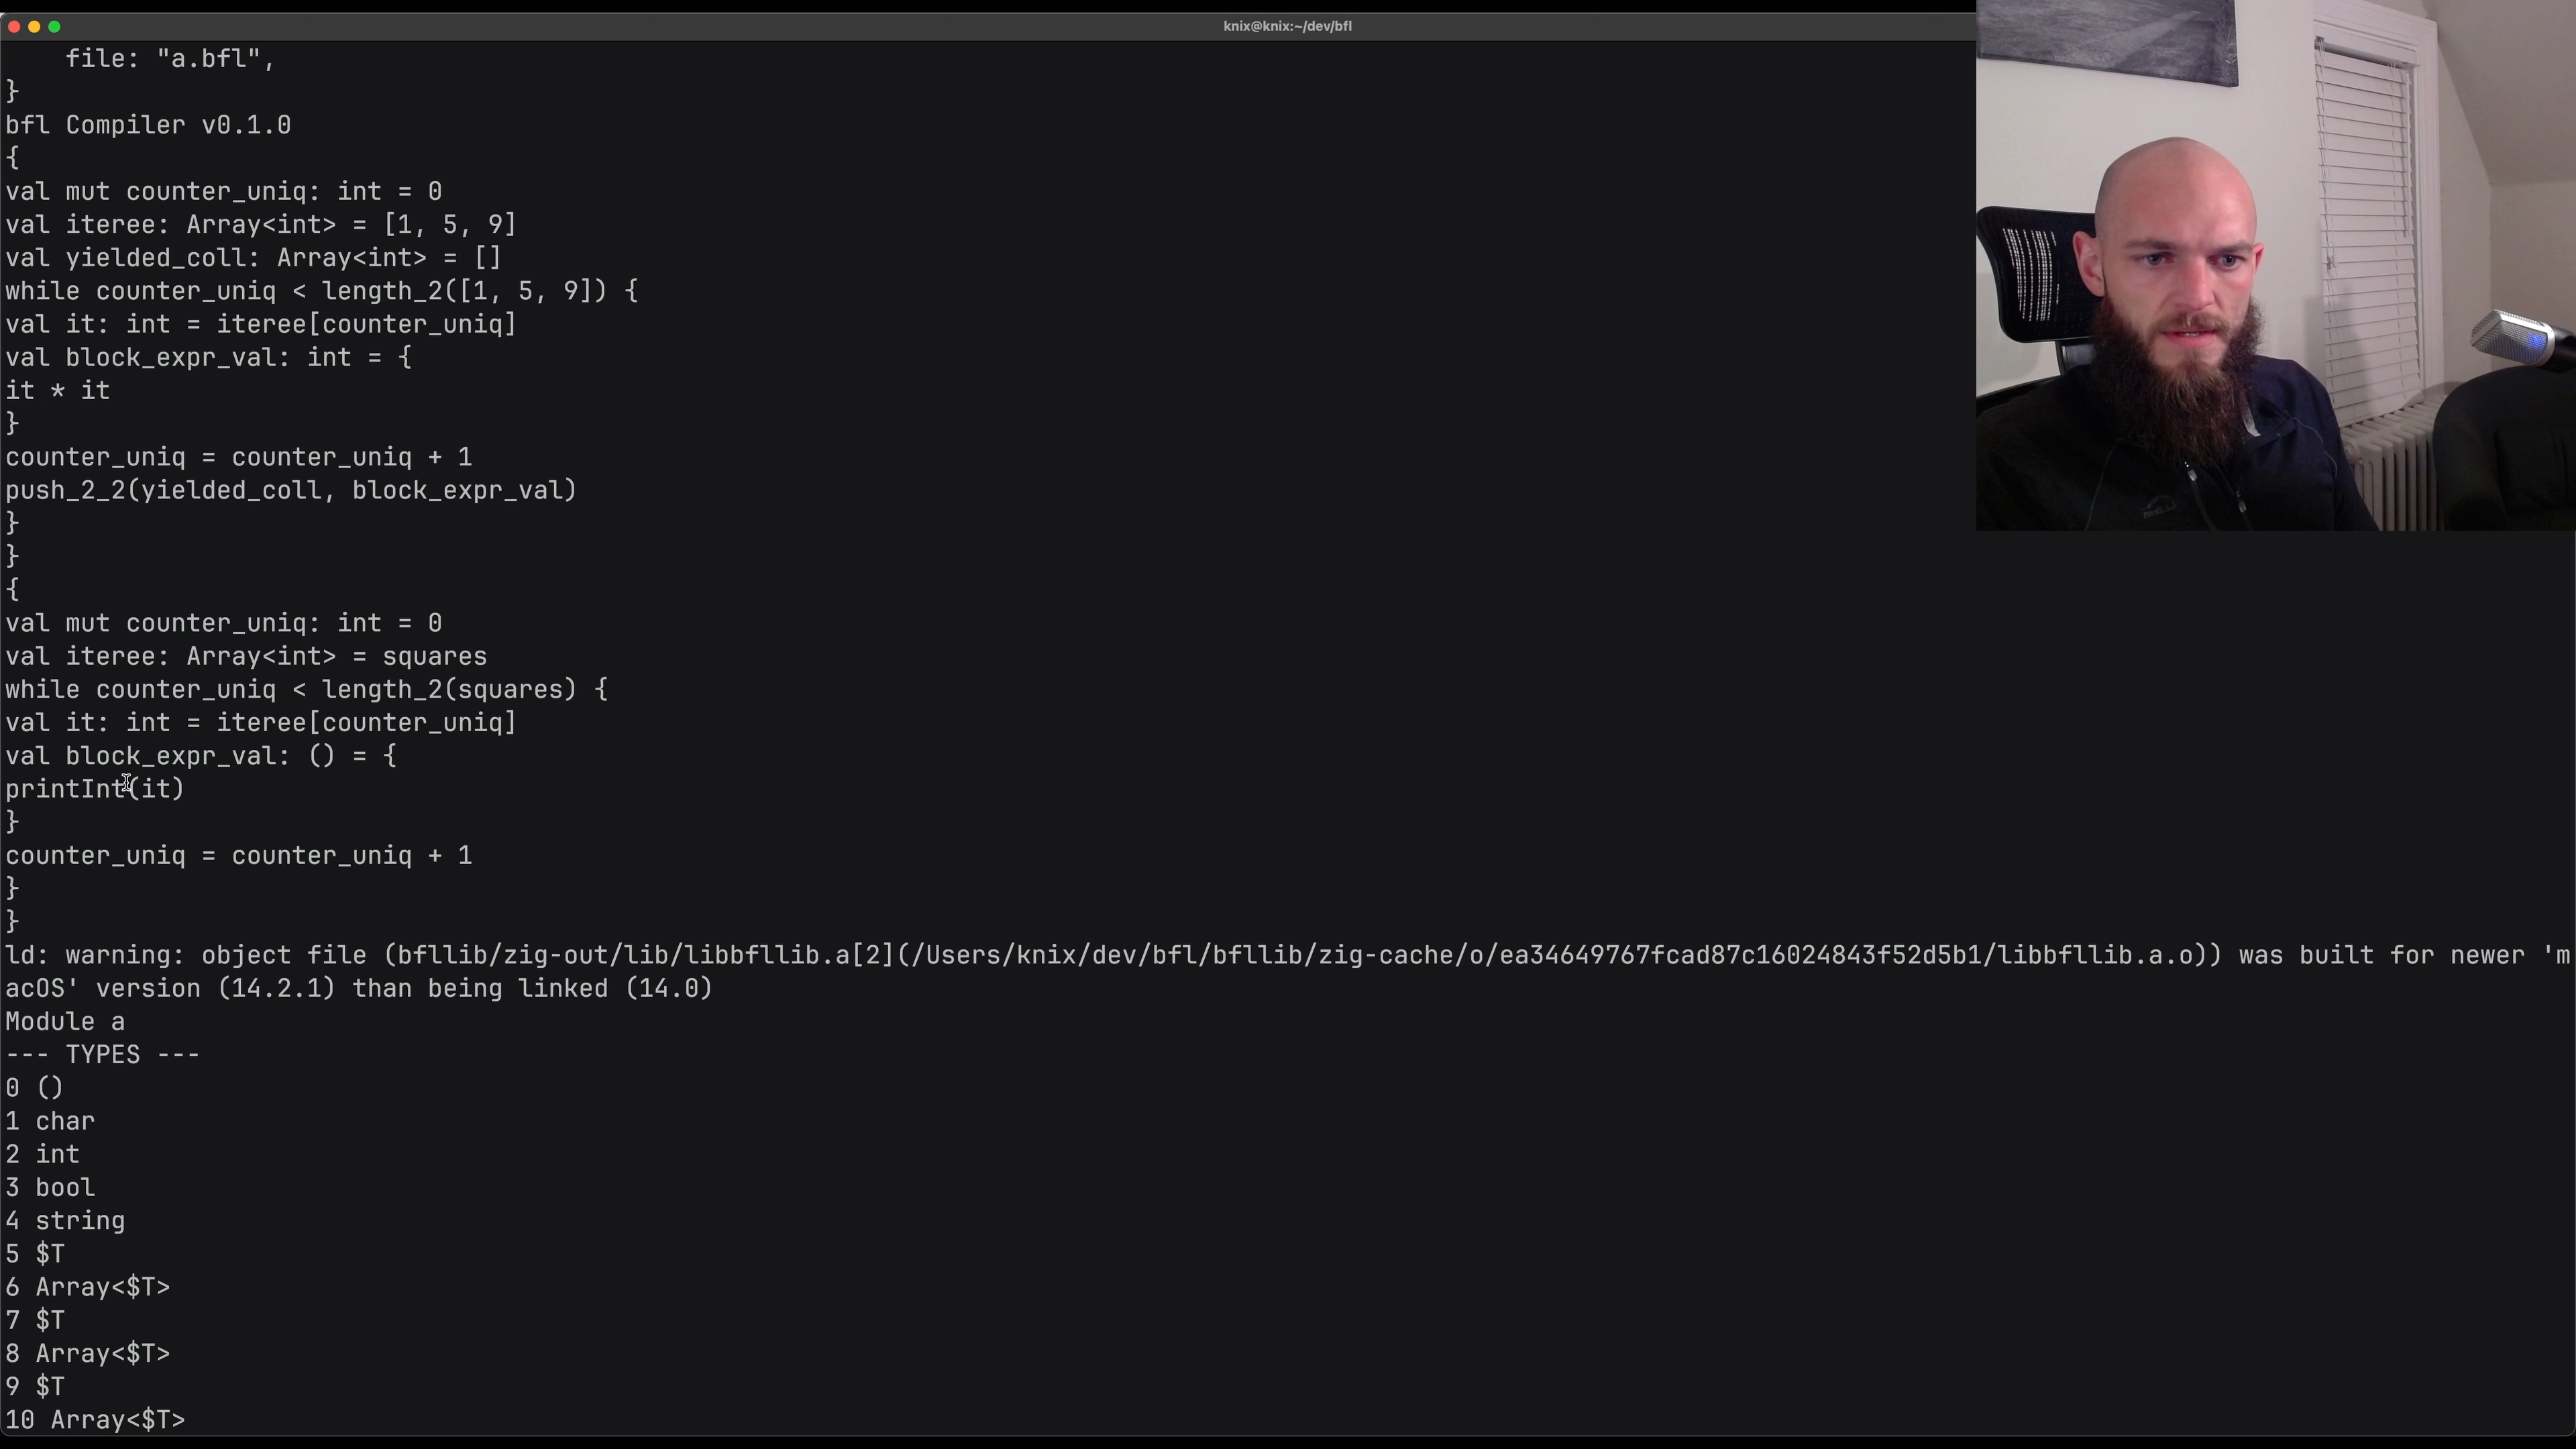 knix@knix:~/dev/bfl
    file: "a.bfl",
}
bfl Compiler v0.1.0
{
val mut counter_uniq: int = 0
val iteree: Array<int> = [1, 5, 9]
val yielded_coll: Array<int> = []
while counter_uniq < length_2([1, 5, 9]) {
val it: int = iteree[counter_uniq]
val block_expr_val: int = {
it * it
}
counter_uniq = counter_uniq + 1
push_2_2(yielded_coll, block_expr_val)
}
}
{
val mut counter_uniq: int = 0
val iteree: Array<int> = squares
while counter_uniq < length_2(squares) {
val it: int = iteree[counter_uniq]
val block_expr_val: () = {
printInt(it)
}
counter_uniq = counter_uniq + 1
}
}
ld: warning: object file (bfllib/zig-out/lib/libbfllib.a[2](/Users/knix/dev/bfl/bfllib/zig-cache/o/ea34649767fcad87c16024843f52d5b1/libbfllib.a.o)) was built for newer 'm
acOS' version (14.2.1) than being linked (14.0)
Module a
--- TYPES ---
0 ()
1 char
2 int
3 bool
4 string
5 $T
6 Array<$T>
7 $T
8 Array<$T>
9 $T
10 Array<$T>